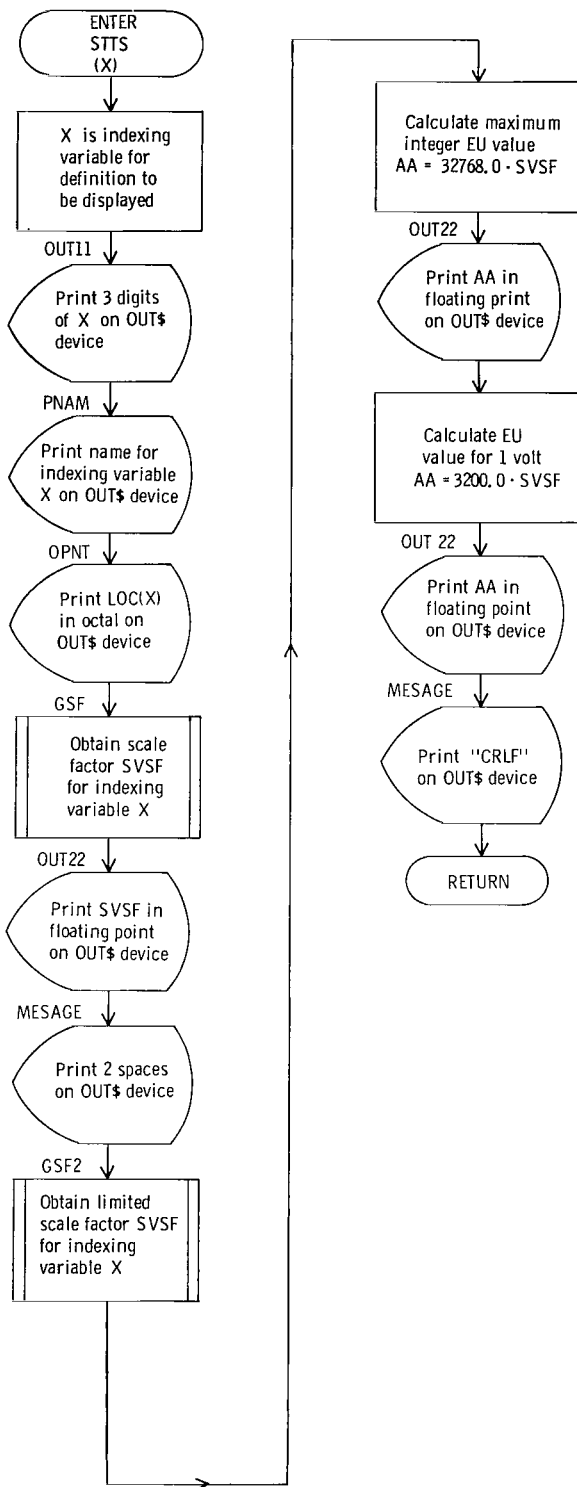 ENTER
STTS
(X)
X is indexing
variable for
definition to
be displayed
OUT11
Print 3 digits
of X on OUT$
device
PNAM
Print name for
indexing variable
X on OUT$ device
OPNT
Print LOC(X)
in octal on
OUT$ device
GSF
Obtain scale
factor SVSF
for indexing
variable X
OUT22
Print SVSF in
floating point
on OUT$ device
MESAGE
Print 2 spaces
on OUT$ device
GSF2
Obtain limited
scale factor SVSF
for indexing
variable X
Calculate maximum
integer EU value
AA = 32768.0 · SVSF
OUT22
Print AA in
floating print
on OUT$ device
Calculate EU
value for 1 volt
AA = 3200.0 · SVSF
OUT 22
Print AA in
floating point
on OUT$ device
MESAGE
Print "CRLF"
on OUT$ device
RETURN